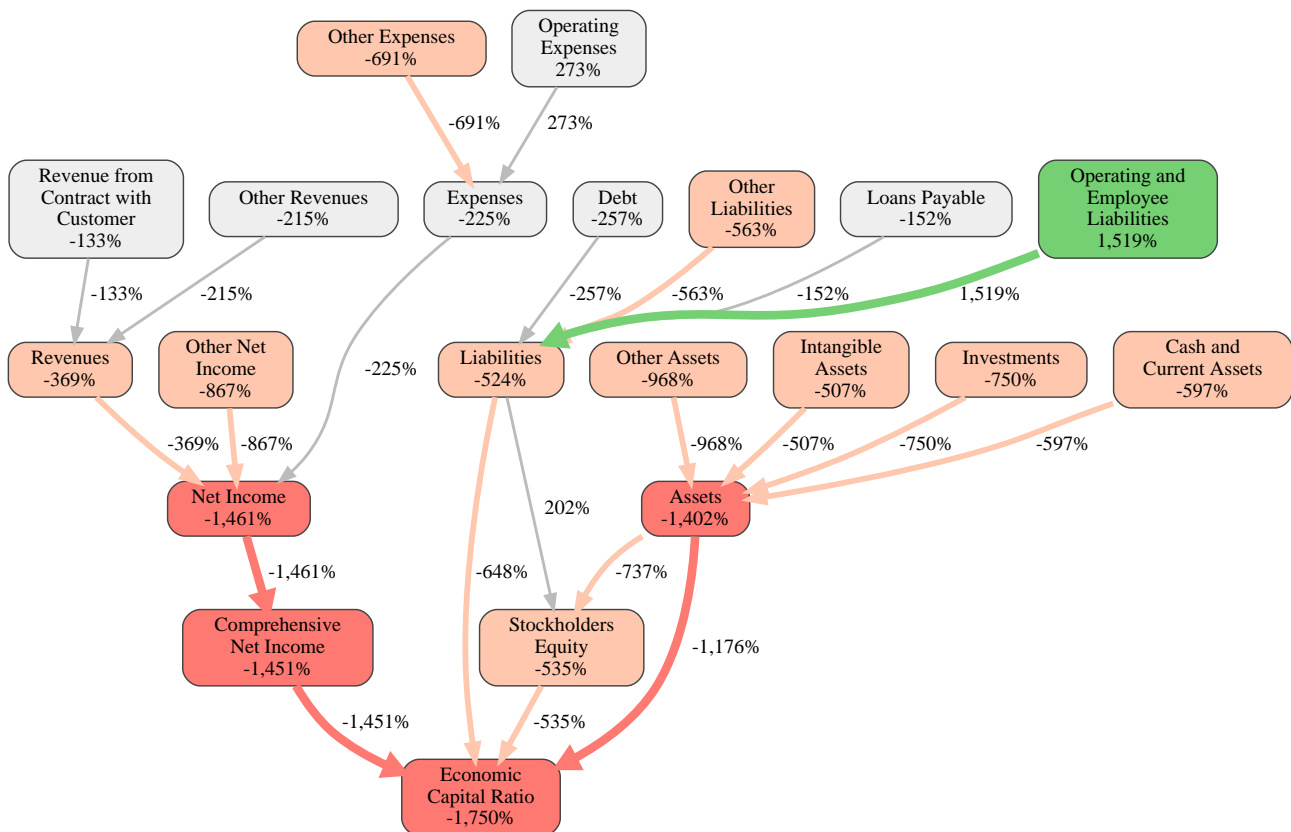 Other Expenses
-691%
Operating
Expenses
273%
-691%
273%
Revenue from
Contract with
Customer
-133%
Other Revenues
-215%
Expenses
-225%
Debt
-257%
Other
Liabilities
-563%
Loans Payable
-152%
Operating and
Employee
Liabilities
1,519%
-133%
-215%
-257%
-563%
-152%
1,519%
Revenues
-369%
Other Net
Income
-867%
-225%
Liabilities
-524%
Other Assets
-968%
Intangible
Assets
-507%
Investments
-750%
Cash and
Current Assets
-597%
-369%
-867%
-968%
-507%
-750%
-597%
Net Income
-1,461%
202%
Assets
-1,402%
-1,461%
-648%
-737%
Comprehensive
Net Income
-1,451%
Stockholders
Equity
-535%
-1,176%
-1,451%
-535%
Economic
Capital Ratio
-1,750%